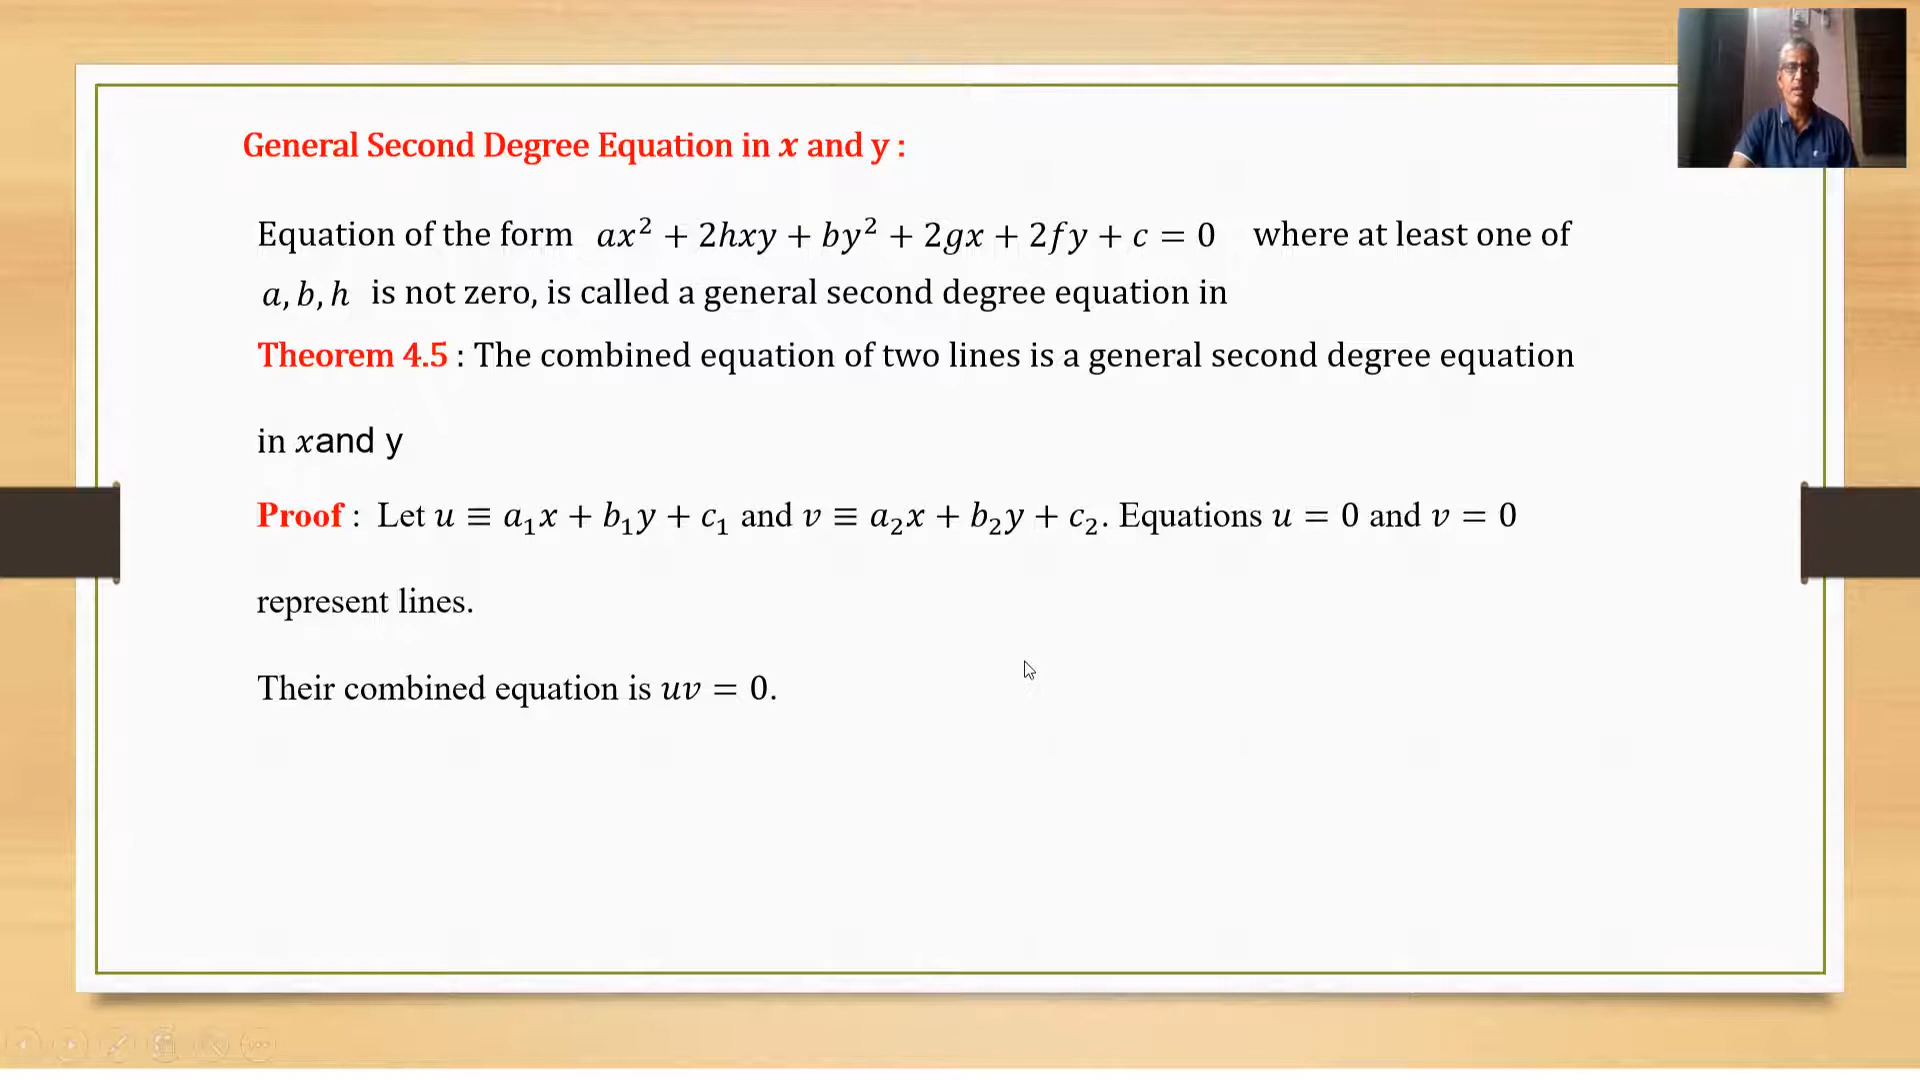 General Second Degree Equation in x and y :
Equation of the form ax² + 2hxy + by² + 2gx + 2fy + c = 0 where at least one of
a, b, h is not zero, is called a general second degree equation in
Theorem 4.5 : The combined equation of two lines is a general second degree equation
in xand y
Proof : Let u ≡ a₁x + b₁y + c₁ and v ≡ a₂x + b₂y + c₂. Equations u = 0 and v = 0
represent lines.
Their combined equation is uv = 0.